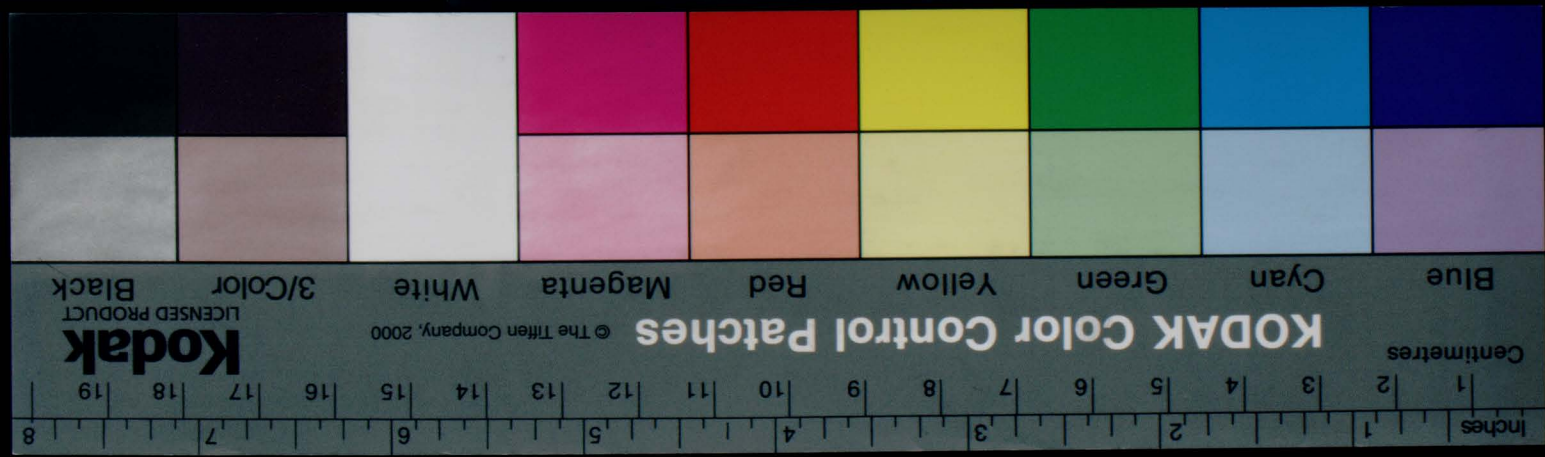 Inches 1 2 3 4 5 6 7 8
Centimetres 1 2 3 4 5 6 7 8 9 10 11 12 13 14 15 16 17 18 19
KODAK Color Control Patches © The Tiffen Company, 2000 Kodak
LICENSED PRODUCT
Blue Cyan Green Yellow Red Magenta White 3/Color Black